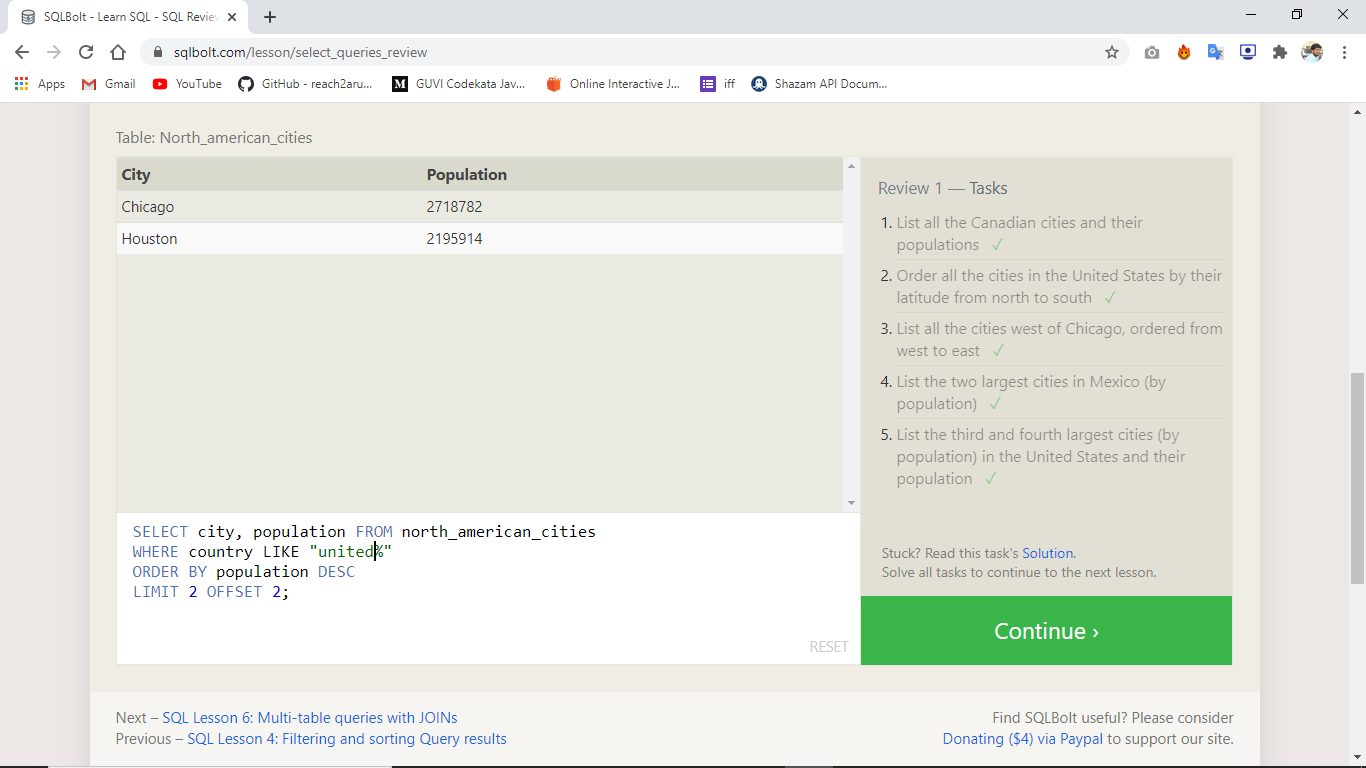 SQLBolt - Learn SQL - SQL Review
sqlbolt.com/lesson/select_queries_review
Apps Gmail YouTube GitHub - reach2aru... GUVI Codekata Jav... Online Interactive J... iff Shazam API Docum...
Table: North_american_cities
City Population
Chicago 2718782
Houston 2195914
SELECT city, population FROM north_american_cities
WHERE country LIKE "united%"
ORDER BY population DESC
LIMIT 2 OFFSET 2;
RESET
Review 1 — Tasks
1. List all the Canadian cities and their
populations ✓
2. Order all the cities in the United States by their
latitude from north to south ✓
3. List all the cities west of Chicago, ordered from
west to east ✓
4. List the two largest cities in Mexico (by
population) ✓
5. List the third and fourth largest cities (by
population) in the United States and their
population ✓
Stuck? Read this task's Solution.
Solve all tasks to continue to the next lesson.
Continue ›
Next – SQL Lesson 6: Multi-table queries with JOINs
Previous – SQL Lesson 4: Filtering and sorting Query results
Find SQLBolt useful? Please consider
Donating ($4) via Paypal to support our site.